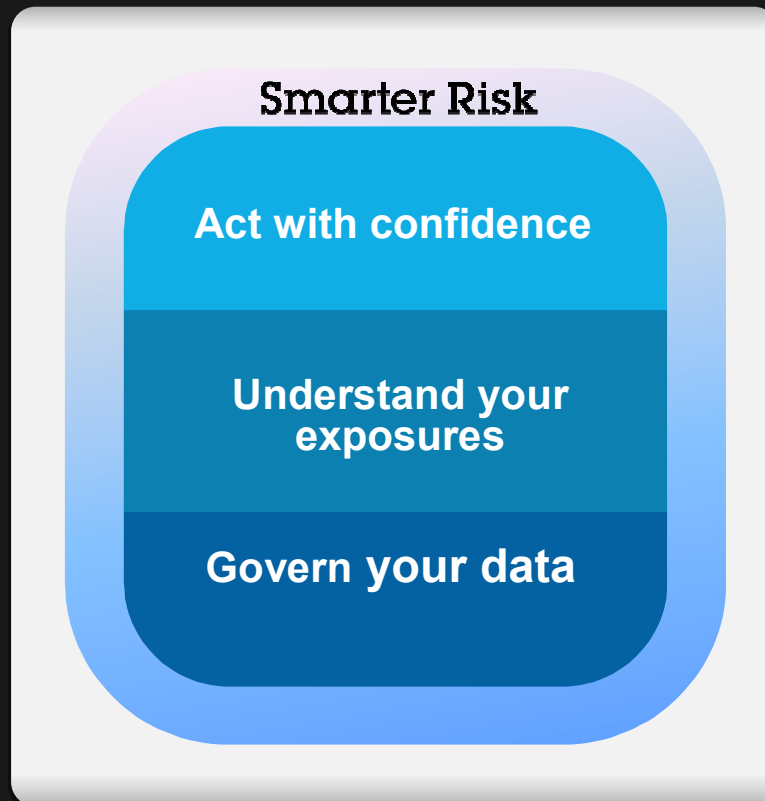 Smarter Risk
Act with confidence
Understand your
exposures
Govern your data